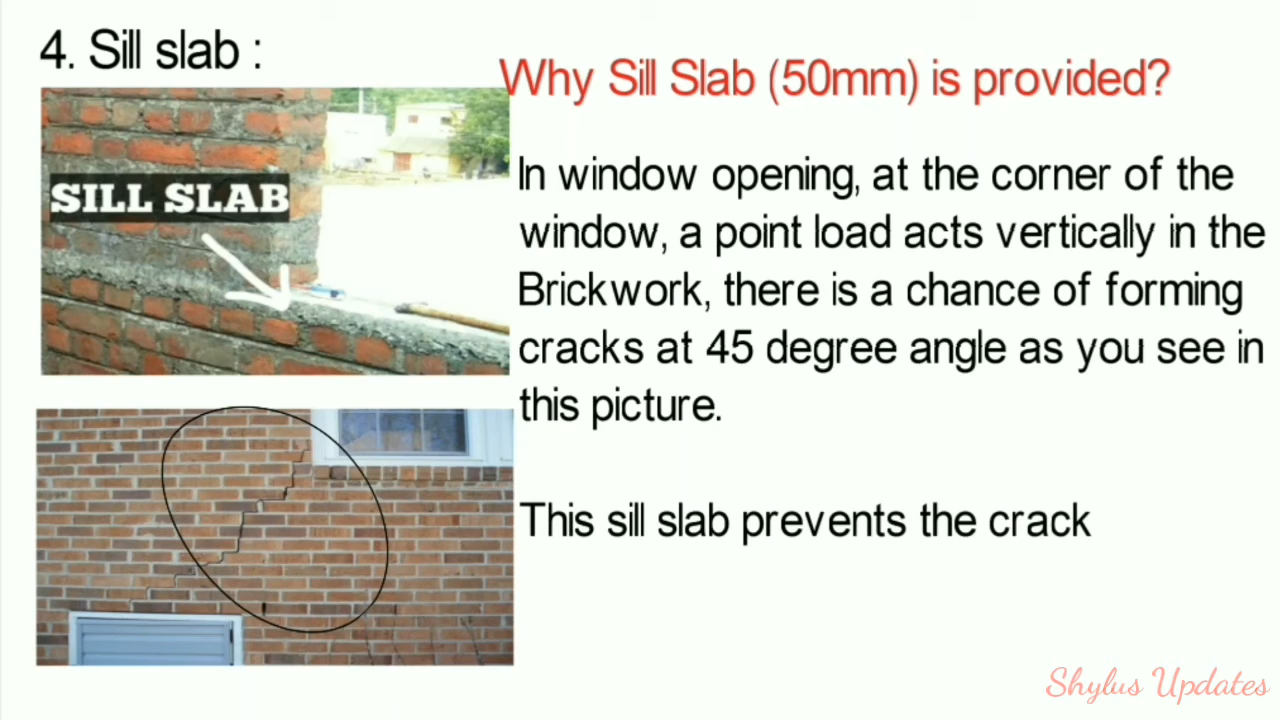 4. Sill slab :
Why Sill Slab (50mm) is provided?
SILL SLAB
In window opening, at the corner of the
window, a point load acts vertically in the
Brickwork, there is a chance of forming
cracks at 45 degree angle as you see in
this picture.
This sill slab prevents the crack
Shylus Updates